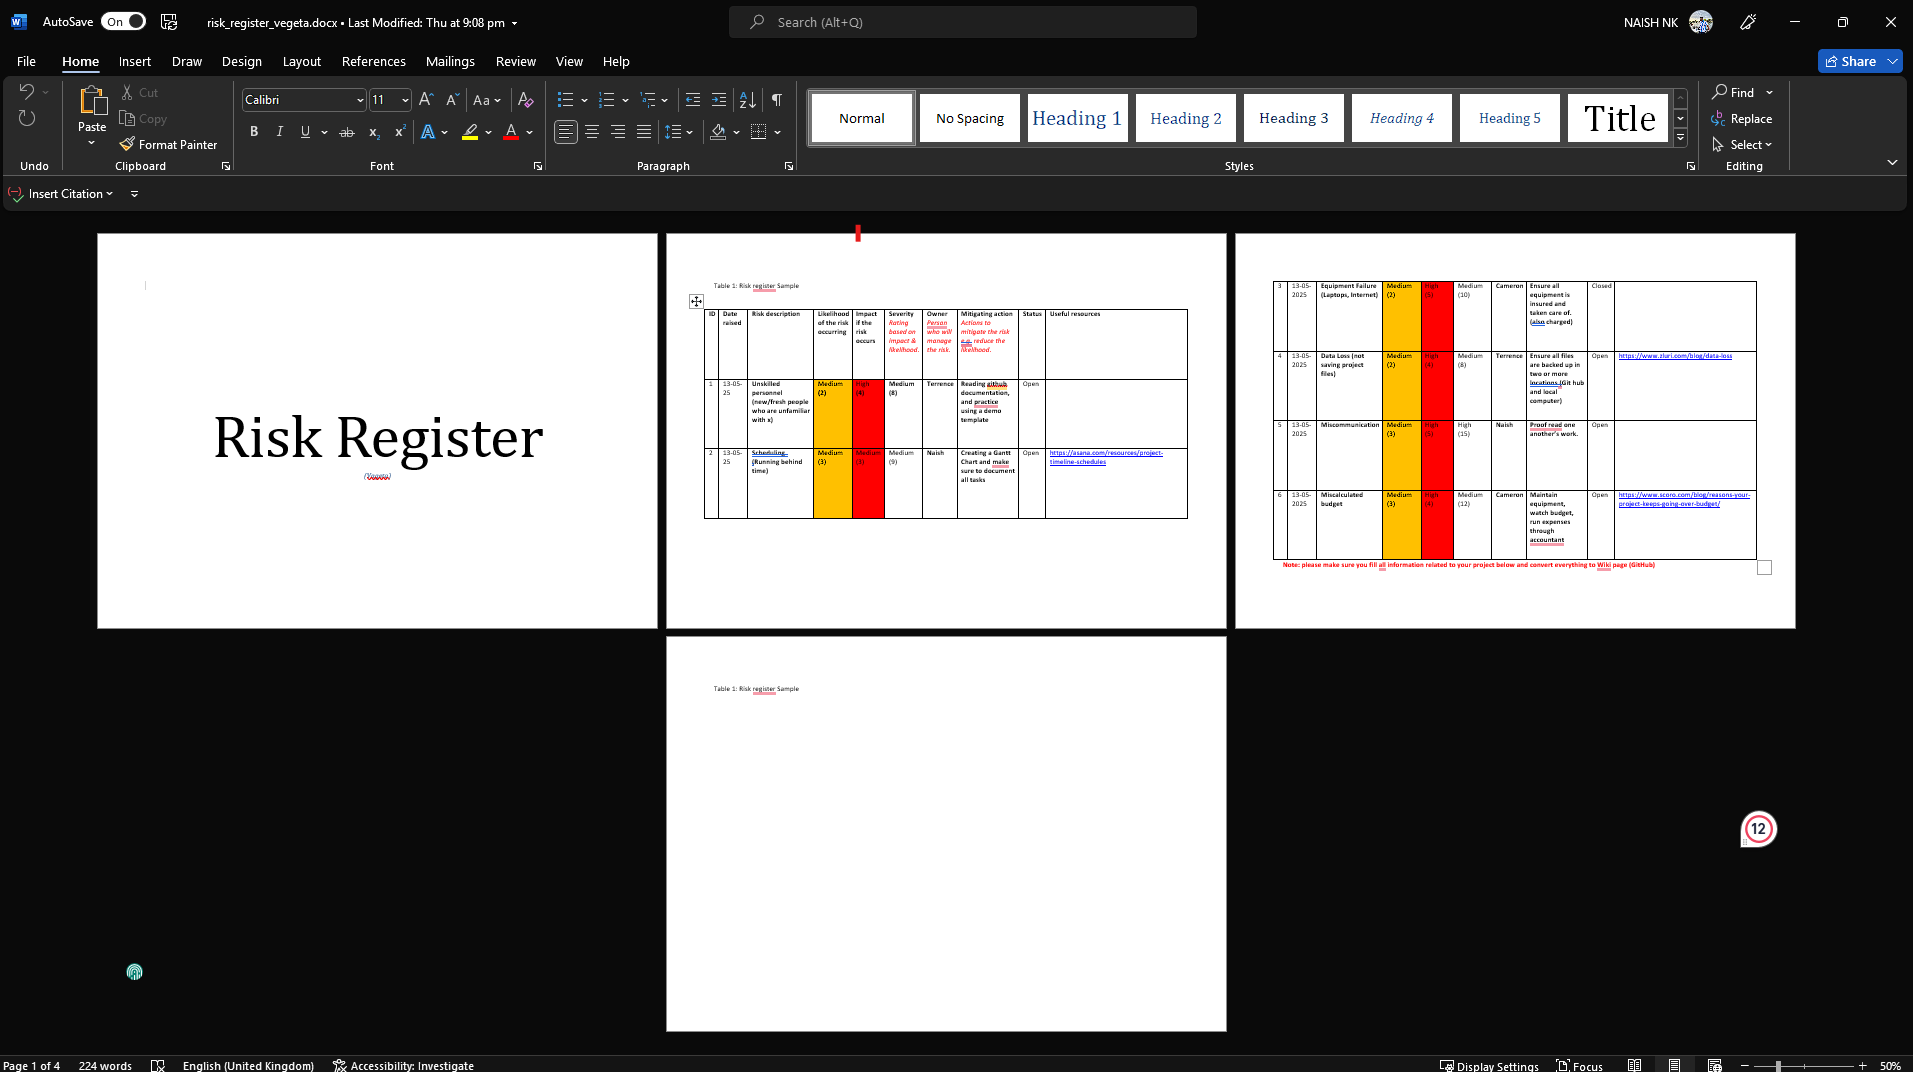 AutoSave On risk_register_vegeta.docx • Last Modified: Thu at 9:08 pm Search (Alt+Q) NAISH NK
File Home Insert Draw Design Layout References Mailings Review View Help Share
Paste Cut Copy Format Painter
Calibri 11 Aa
B I U ab x₂ x² A A
Normal No Spacing Heading 1 Heading 2 Heading 3 Heading 4 Heading 5 Title
Find Replace Select
Undo Clipboard Font Paragraph Styles Editing
Insert Citation
Risk Register
(Vegeta)
Table 1: Risk register Sample
ID Date raised Risk description Likelihood of the risk occurring Impact if the risk occurs Severity Rating based on impact & likelihood. Owner Person who will manage the risk. Mitigating action Actions to mitigate the risk e.g. reduce the likelihood. Status Useful resources
1 13-05-25 Unskilled personnel (new/fresh people who are unfamiliar with x) Medium (2) High (4) Medium (8) Terrence Reading github documentation, and practice using a demo template Open
2 13-05-25 Scheduling (Running behind time) Medium (3) Medium (3) Medium (9) Naish Creating a Gantt Chart and make sure to document all tasks Open https://asana.com/resources/project-timeline-schedules
3 13-05-2025 Equipment Failure (Laptops, Internet) Medium (2) High (5) Medium (10) Cameron Ensure all equipment is insured and taken care of. (also charged) Closed
4 13-05-2025 Data Loss (not saving project files) Medium (2) High (4) Medium (8) Terrence Ensure all files are backed up in two or more locations (Git hub and local computer) Open https://www.zluri.com/blog/data-loss
5 13-05-2025 Miscommunication Medium (3) High (5) High (15) Naish Proof read one another's work. Open
6 13-05-2025 Miscalculated budget Medium (3) High (4) Medium (12) Cameron Maintain equipment, watch budget, run expenses through accountant Open https://www.scoro.com/blog/reasons-your-project-keeps-going-over-budget/
Note: please make sure you fill all information related to your project below and convert everything to Wiki page (GitHub)
Table 1: Risk register Sample
12
Page 1 of 4 224 words English (United Kingdom) Accessibility: Investigate Display Settings Focus 50%